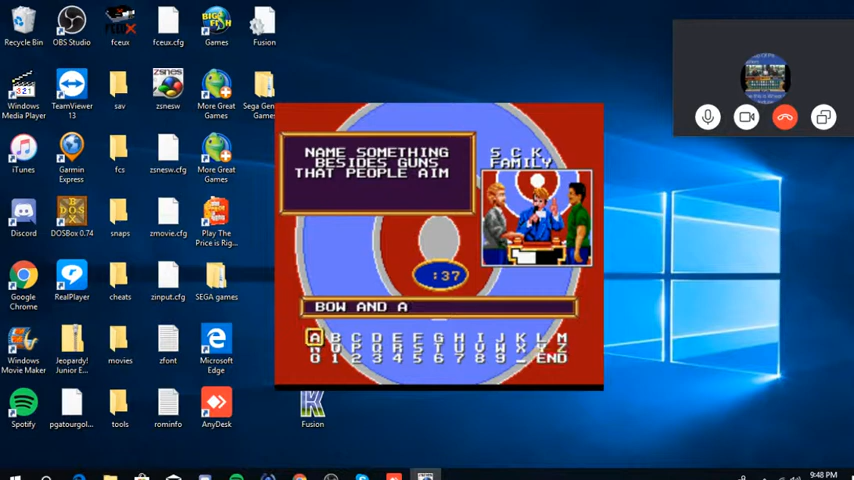 Recycle Bin
OBS Studio
fceux
fceux.cfg
Games
Fusion
Windows Media Player
TeamViewer 13
sav
zsnesw
More Great Games
Sega Gen Game
iTunes
Garmin Express
fcs
zsnesw.cfg
More Great Games
Discord
DOSBox 0.74
snaps
zmovie.cfg
Play The Price is Rig...
Google Chrome
RealPlayer
cheats
zinput.cfg
SEGA games
Windows Movie Maker
Jeopardy! Junior E...
movies
zfont
Microsoft Edge
Spotify
pgatourgol...
tools
rominfo
AnyDesk
Fusion
NAME SOMETHING
BESIDES GUNS
THAT PEOPLE AIM
S C K
FAMILY
:37
BOW AND A
A B C D E F G H I J K L M
N O P Q R S T U V W X Y Z
0 1 2 3 4 5 6 7 8 9 _ END
9:48 PM